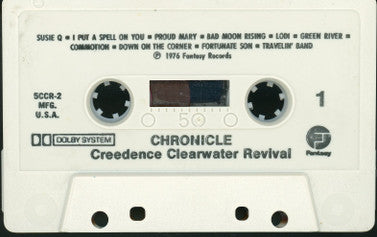 SUSIE Q ■ I PUT A SPELL ON YOU ■ PROUD MARY ■ BAD MOON RISING ■ LODI ■ GREEN RIVER ■
COMMOTION ■ DOWN ON THE CORNER ■ FORTUNATE SON ■ TRAVELIN' BAND
℗ 1976 Fantasy Records
5CCR-2
MFG.
U.S.A.
1
50
DOLBY SYSTEM
CHRONICLE
Creedence Clearwater Revival
Fantasy